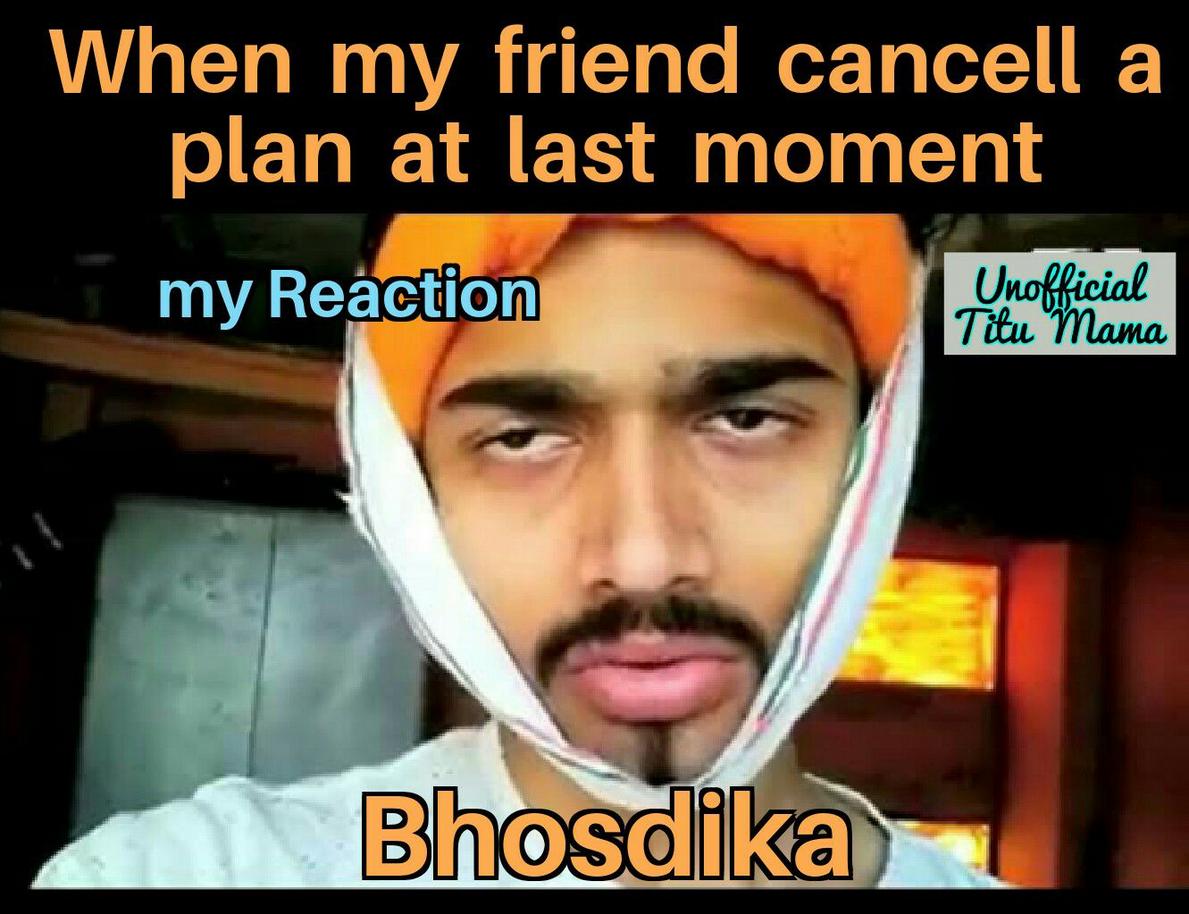 When my friend cancell a
plan at last moment
my Reaction
Unofficial
Titu Mama
Bhosdika